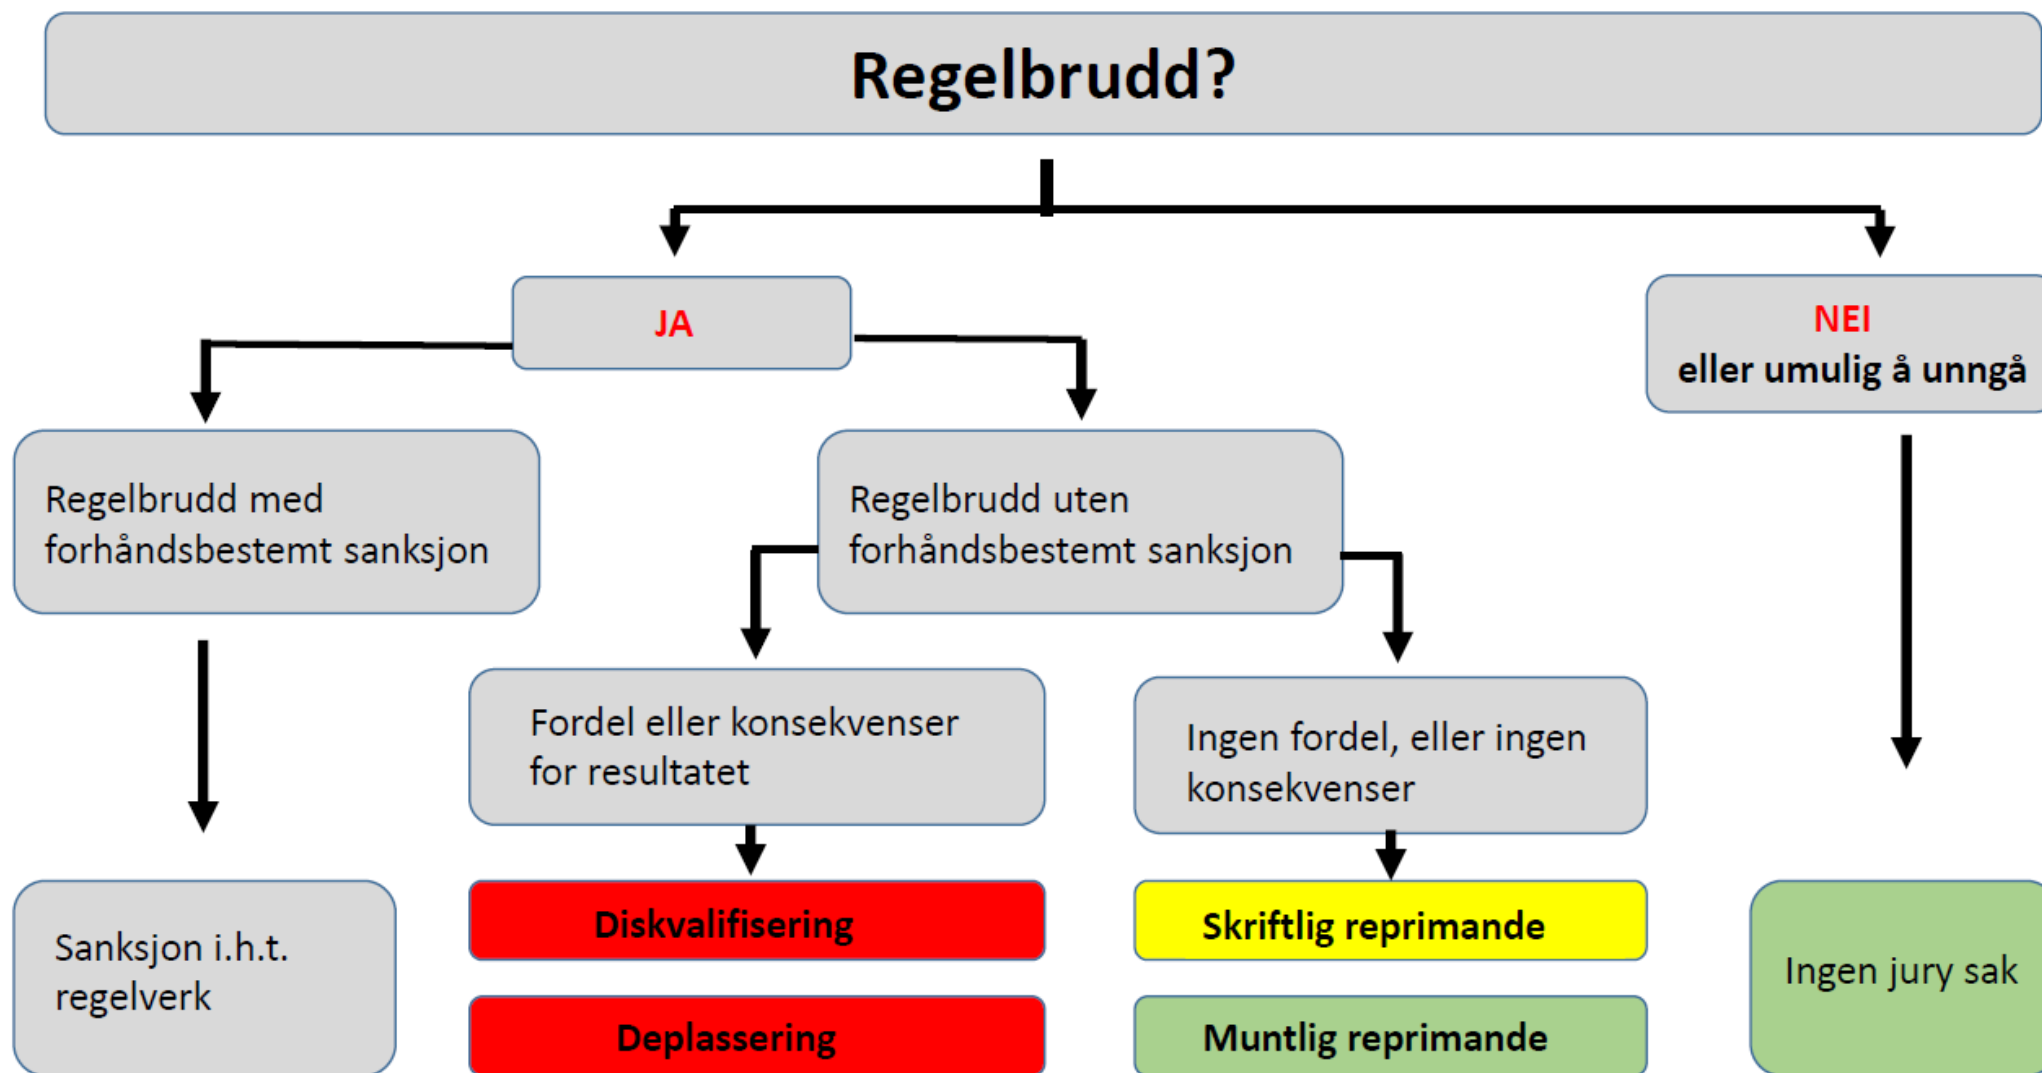 Regelbrudd?
JA
NEI
eller umulig å unngå
Regelbrudd med
forhåndsbestemt sanksjon
Regelbrudd uten
forhåndsbestemt sanksjon
Fordel eller konsekvenser
for resultatet
Ingen fordel, eller ingen
konsekvenser
Sanksjon i.h.t.
regelverk
Diskvalifisering
Deplassering
Skriftlig reprimande
Muntlig reprimande
Ingen jury sak